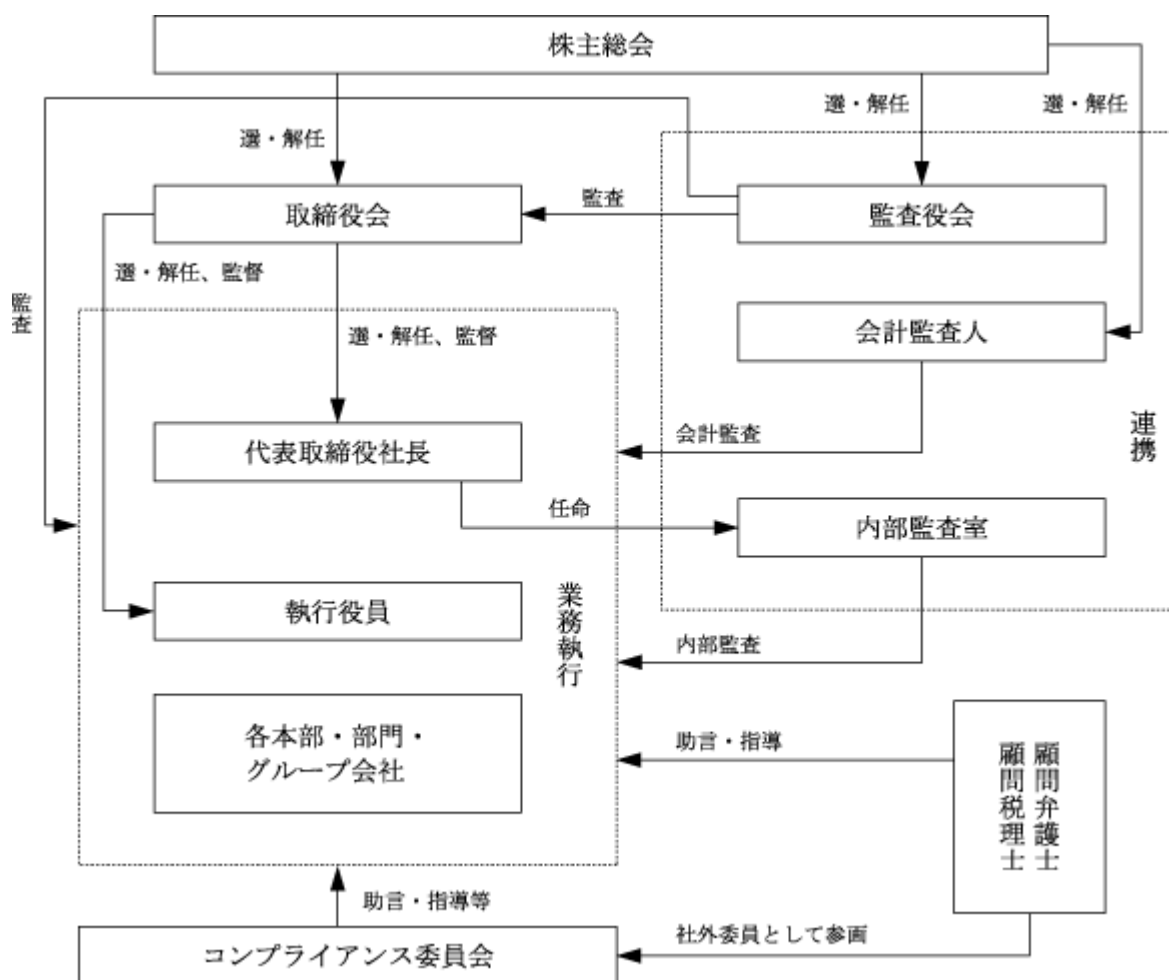 株主総会
選・解任
選・解任
選・解任
取締役会
監査
監査役会
選・解任、監督
監査
選・解任、監督
会計監査人
連携
代表取締役社長
会計監査
任命
内部監査室
執行役員
業務執行
内部監査
各本部・部門・
グループ会社
助言・指導
顧問弁護士
顧問税理士
助言・指導等
社外委員として参画
コンプライアンス委員会